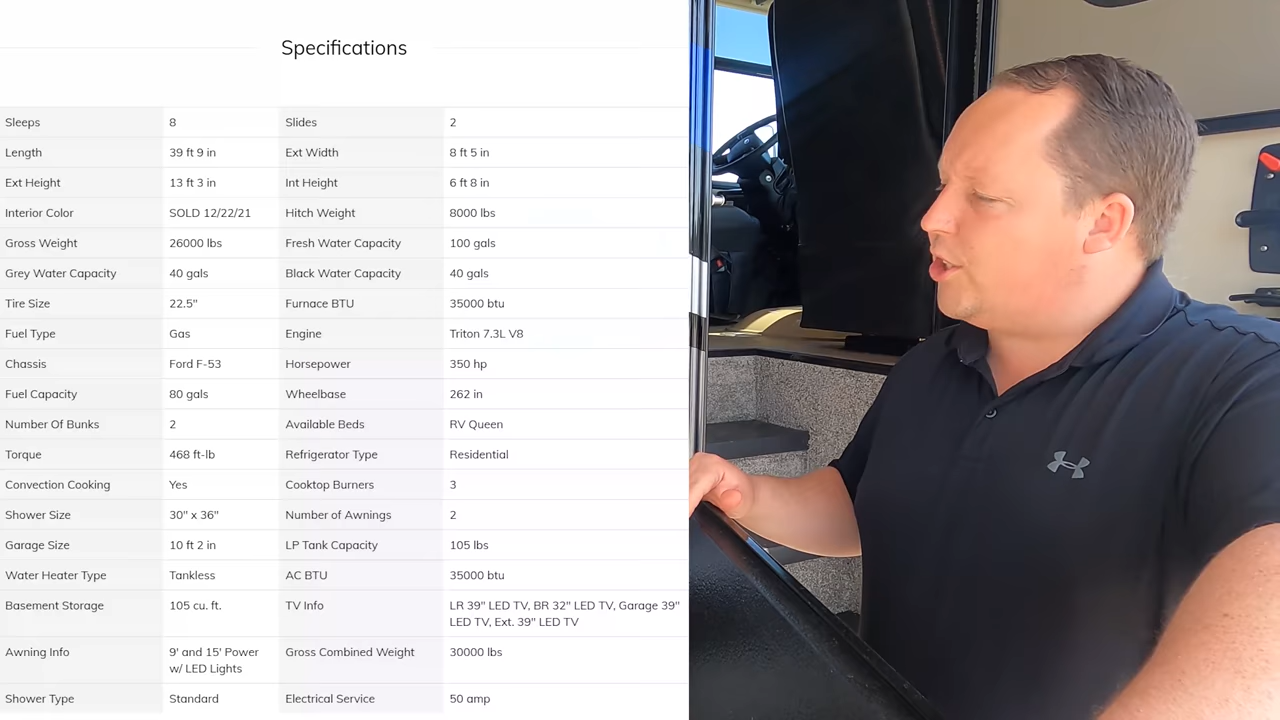 Specifications
Sleeps 8 Slides 2
Length 39 ft 9 in Ext Width 8 ft 5 in
Ext Height 13 ft 3 in Int Height 6 ft 8 in
Interior Color SOLD 12/22/21 Hitch Weight 8000 lbs
Gross Weight 26000 lbs Fresh Water Capacity 100 gals
Grey Water Capacity 40 gals Black Water Capacity 40 gals
Tire Size 22.5" Furnace BTU 35000 btu
Fuel Type Gas Engine Triton 7.3L V8
Chassis Ford F-53 Horsepower 350 hp
Fuel Capacity 80 gals Wheelbase 262 in
Number Of Bunks 2 Available Beds RV Queen
Torque 468 ft-lb Refrigerator Type Residential
Convection Cooking Yes Cooktop Burners 3
Shower Size 30" x 36" Number of Awnings 2
Garage Size 10 ft 2 in LP Tank Capacity 105 lbs
Water Heater Type Tankless AC BTU 35000 btu
Basement Storage 105 cu. ft. TV Info LR 39" LED TV, BR 32" LED TV, Garage 39"
LED TV, Ext. 39" LED TV
Awning Info 9' and 15' Power Gross Combined Weight 30000 lbs
w/ LED Lights
Shower Type Standard Electrical Service 50 amp